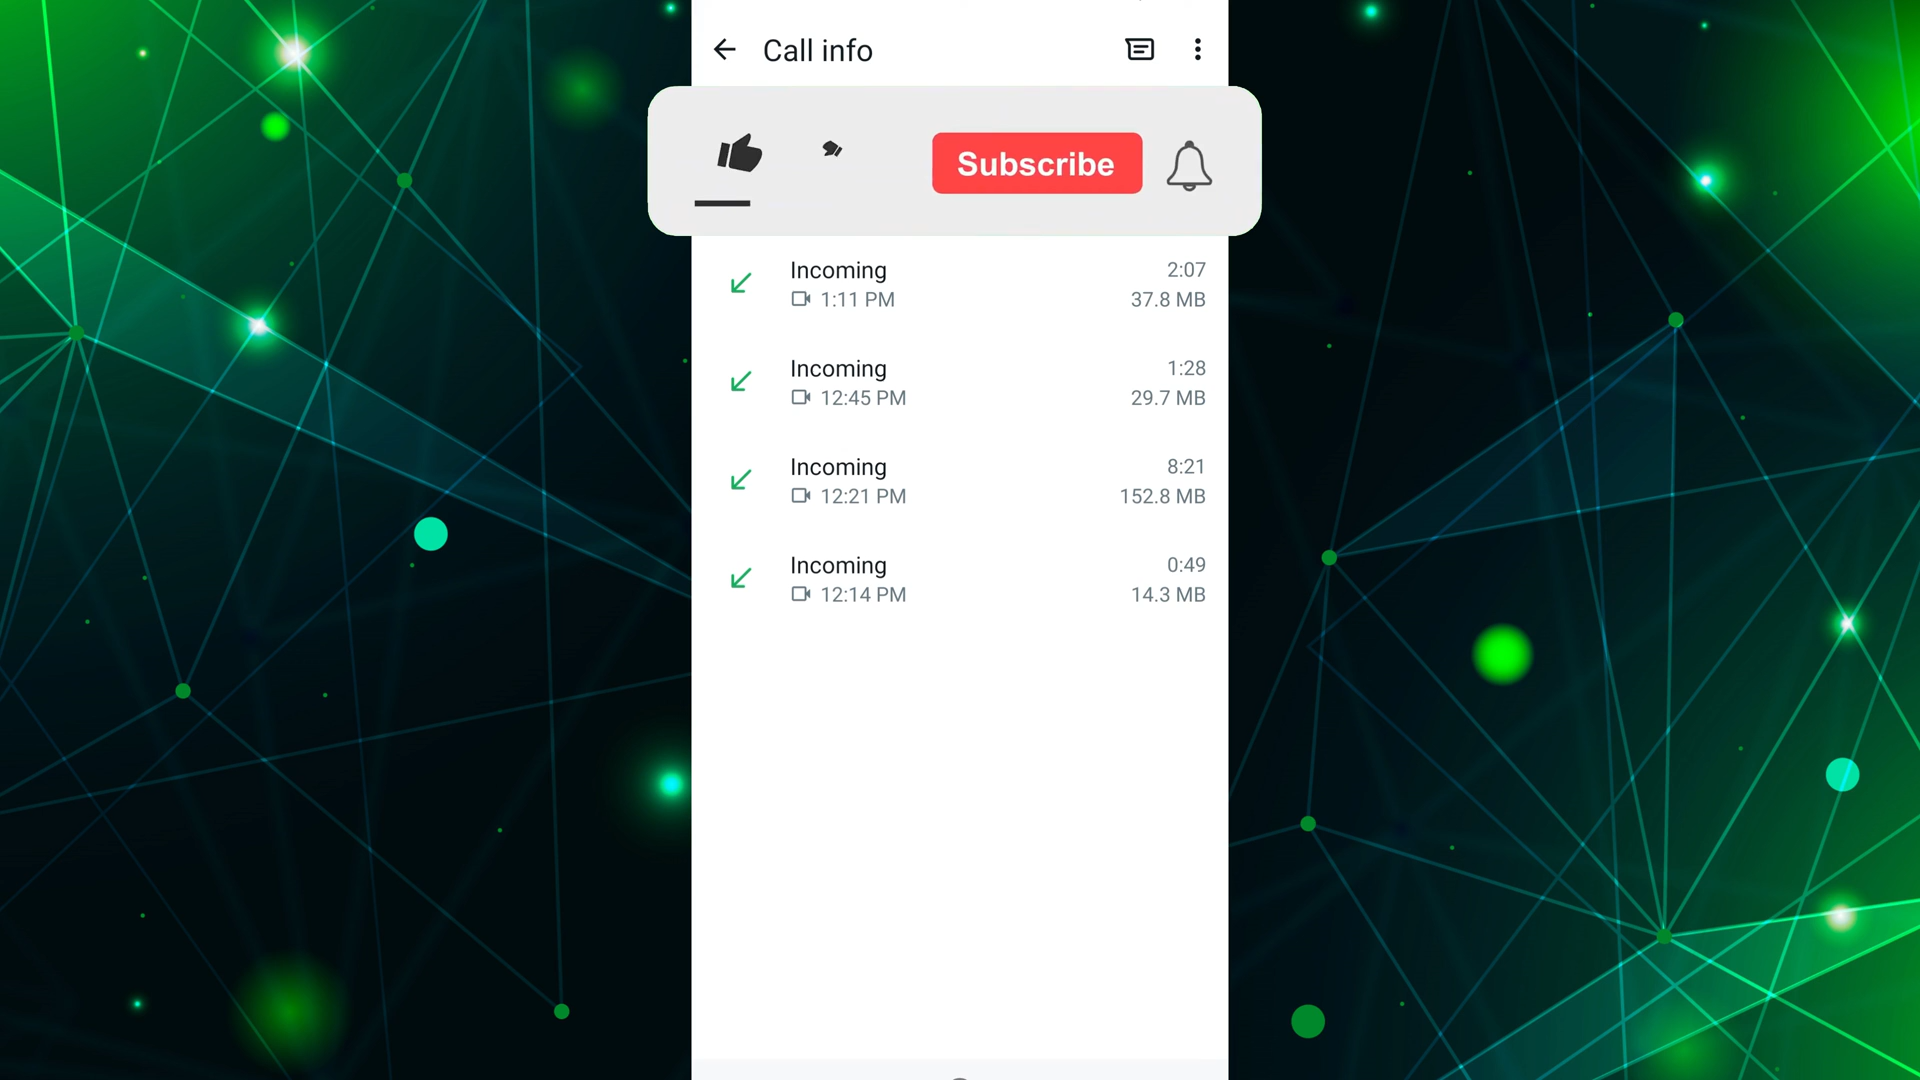 Call info
Subscribe
Incoming 2:07
1:11 PM 37.8 MB
Incoming 1:28
12:45 PM 29.7 MB
Incoming 8:21
12:21 PM 152.8 MB
Incoming 0:49
12:14 PM 14.3 MB